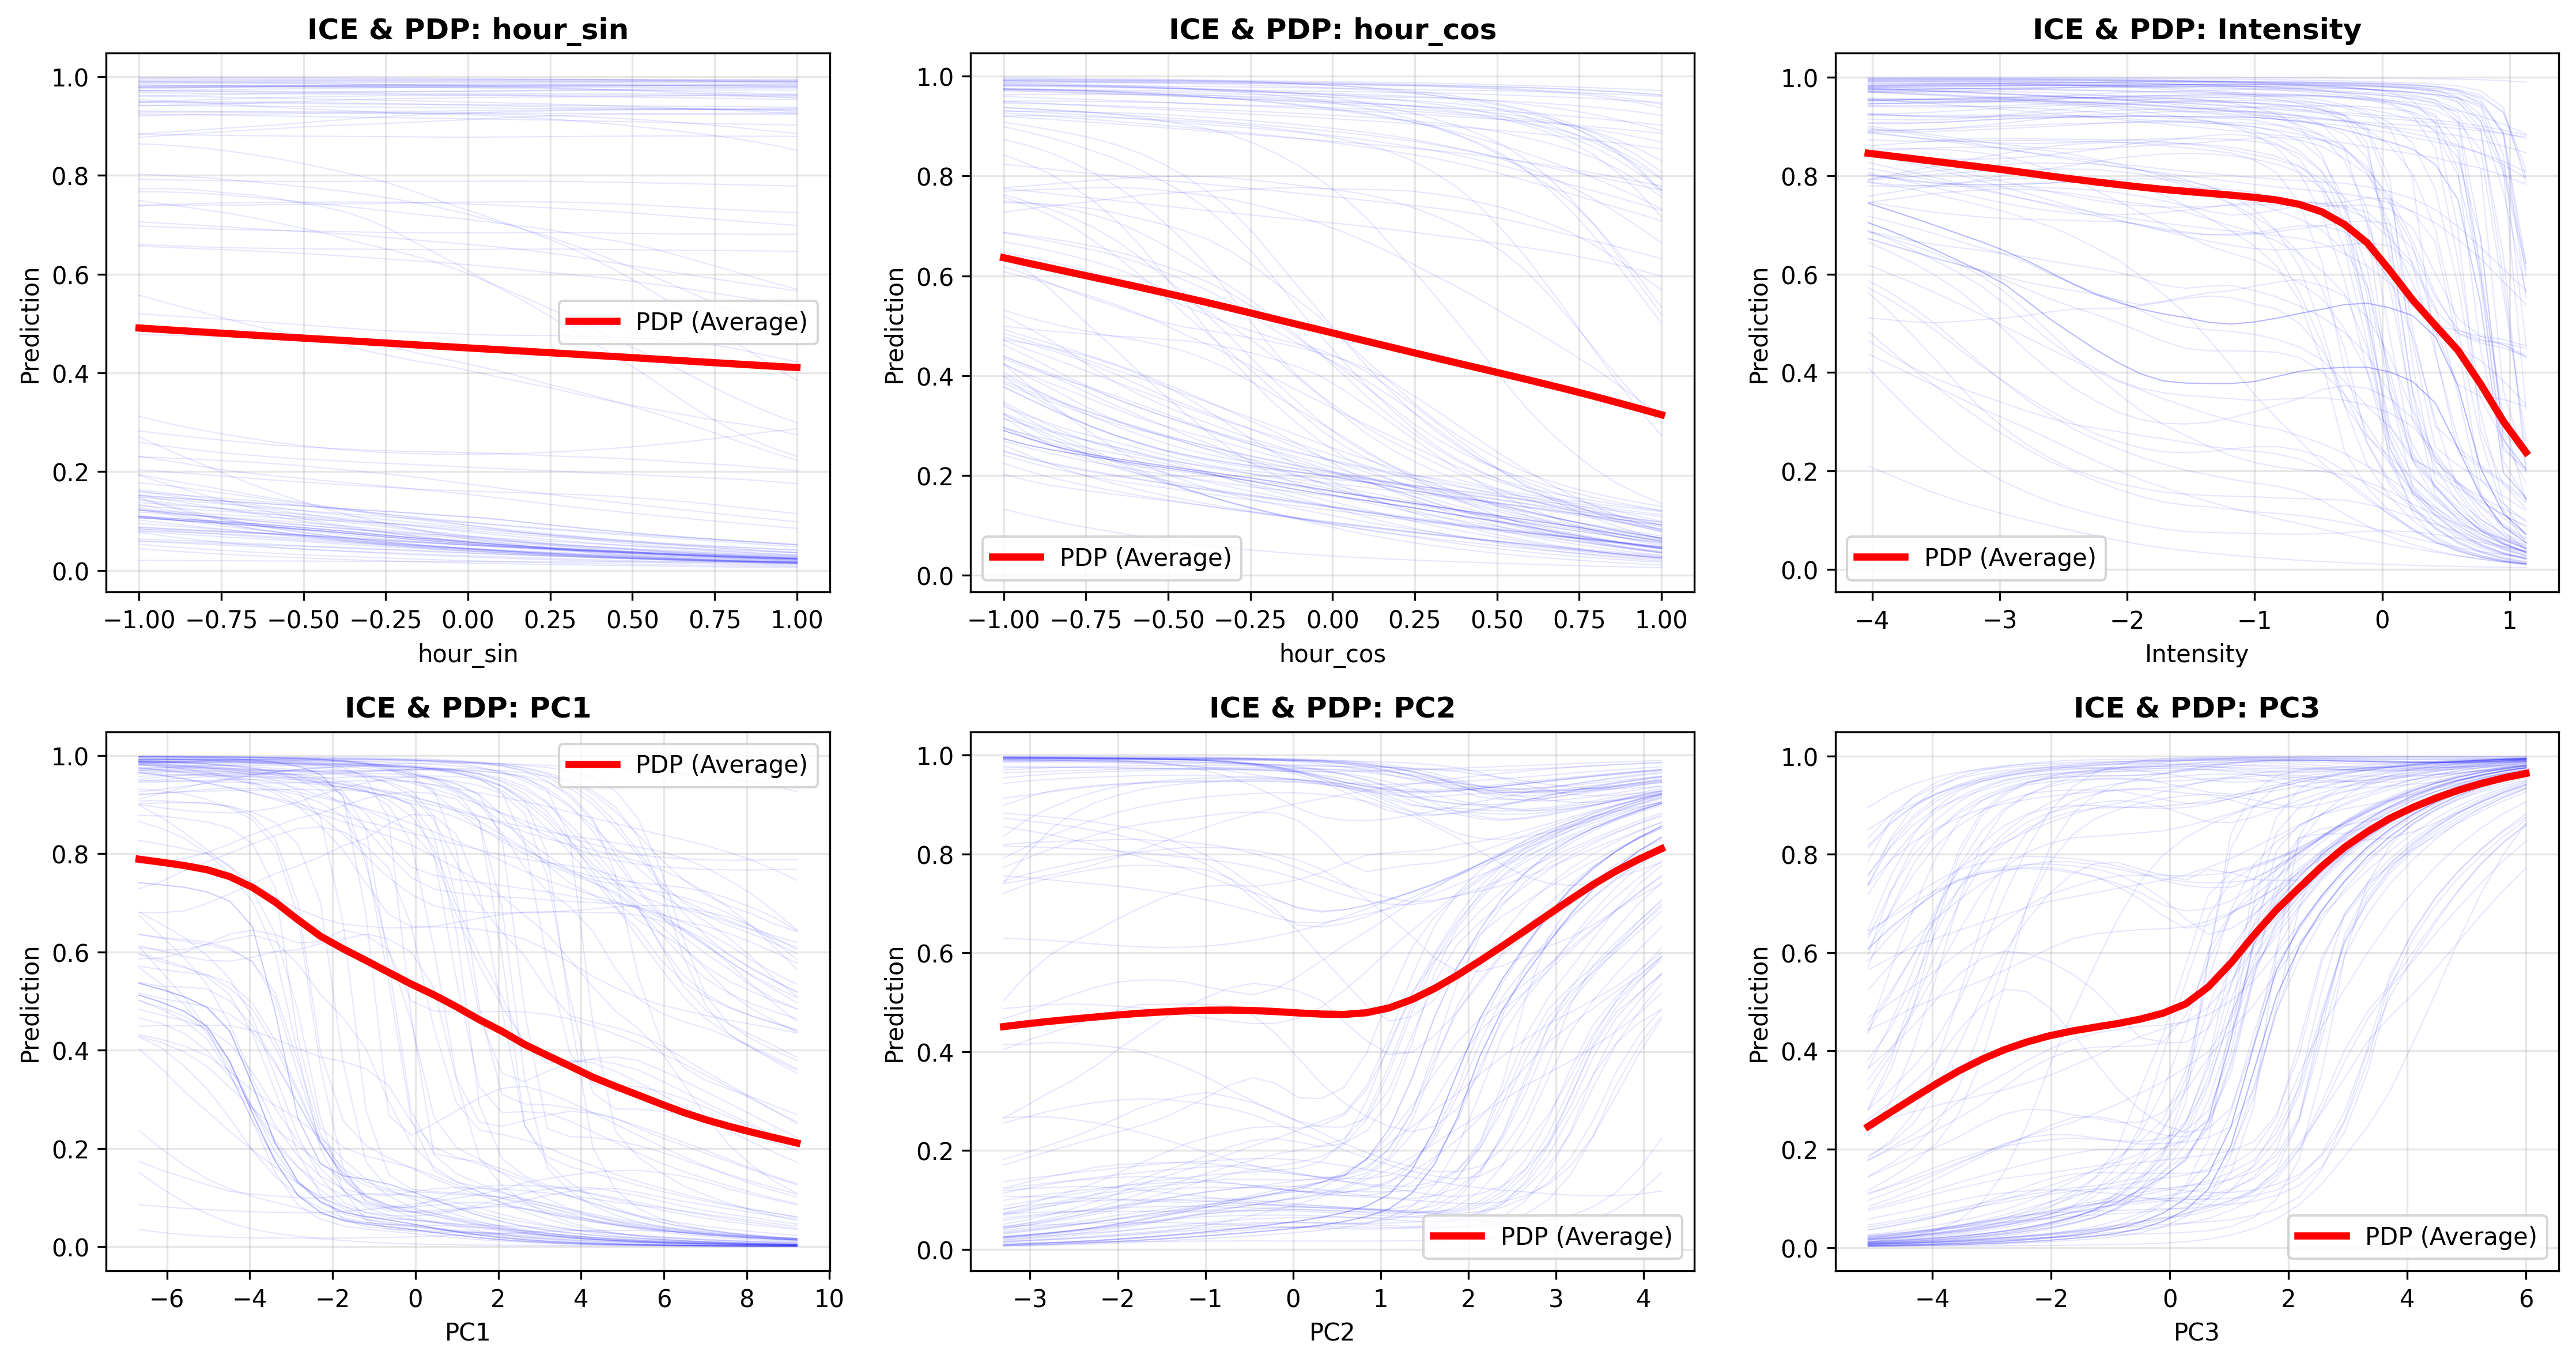 ICE & PDP: hour_sin
1.0
0.8
0.6
0.4
0.2
0.0
Prediction
PDP (Average)
−1.00 −0.75 −0.50 −0.25 0.00 0.25 0.50 0.75 1.00
hour_sin
ICE & PDP: hour_cos
1.0
0.8
0.6
0.4
0.2
0.0
Prediction
PDP (Average)
−1.00 −0.75 −0.50 −0.25 0.00 0.25 0.50 0.75 1.00
hour_cos
ICE & PDP: Intensity
1.0
0.8
0.6
0.4
0.2
0.0
Prediction
PDP (Average)
−4 −3 −2 −1 0 1
Intensity
ICE & PDP: PC1
1.0
0.8
0.6
0.4
0.2
0.0
Prediction
PDP (Average)
−6 −4 −2 0 2 4 6 8 10
PC1
ICE & PDP: PC2
1.0
0.8
0.6
0.4
0.2
0.0
Prediction
PDP (Average)
−3 −2 −1 0 1 2 3 4
PC2
ICE & PDP: PC3
1.0
0.8
0.6
0.4
0.2
0.0
Prediction
PDP (Average)
−4 −2 0 2 4 6
PC3